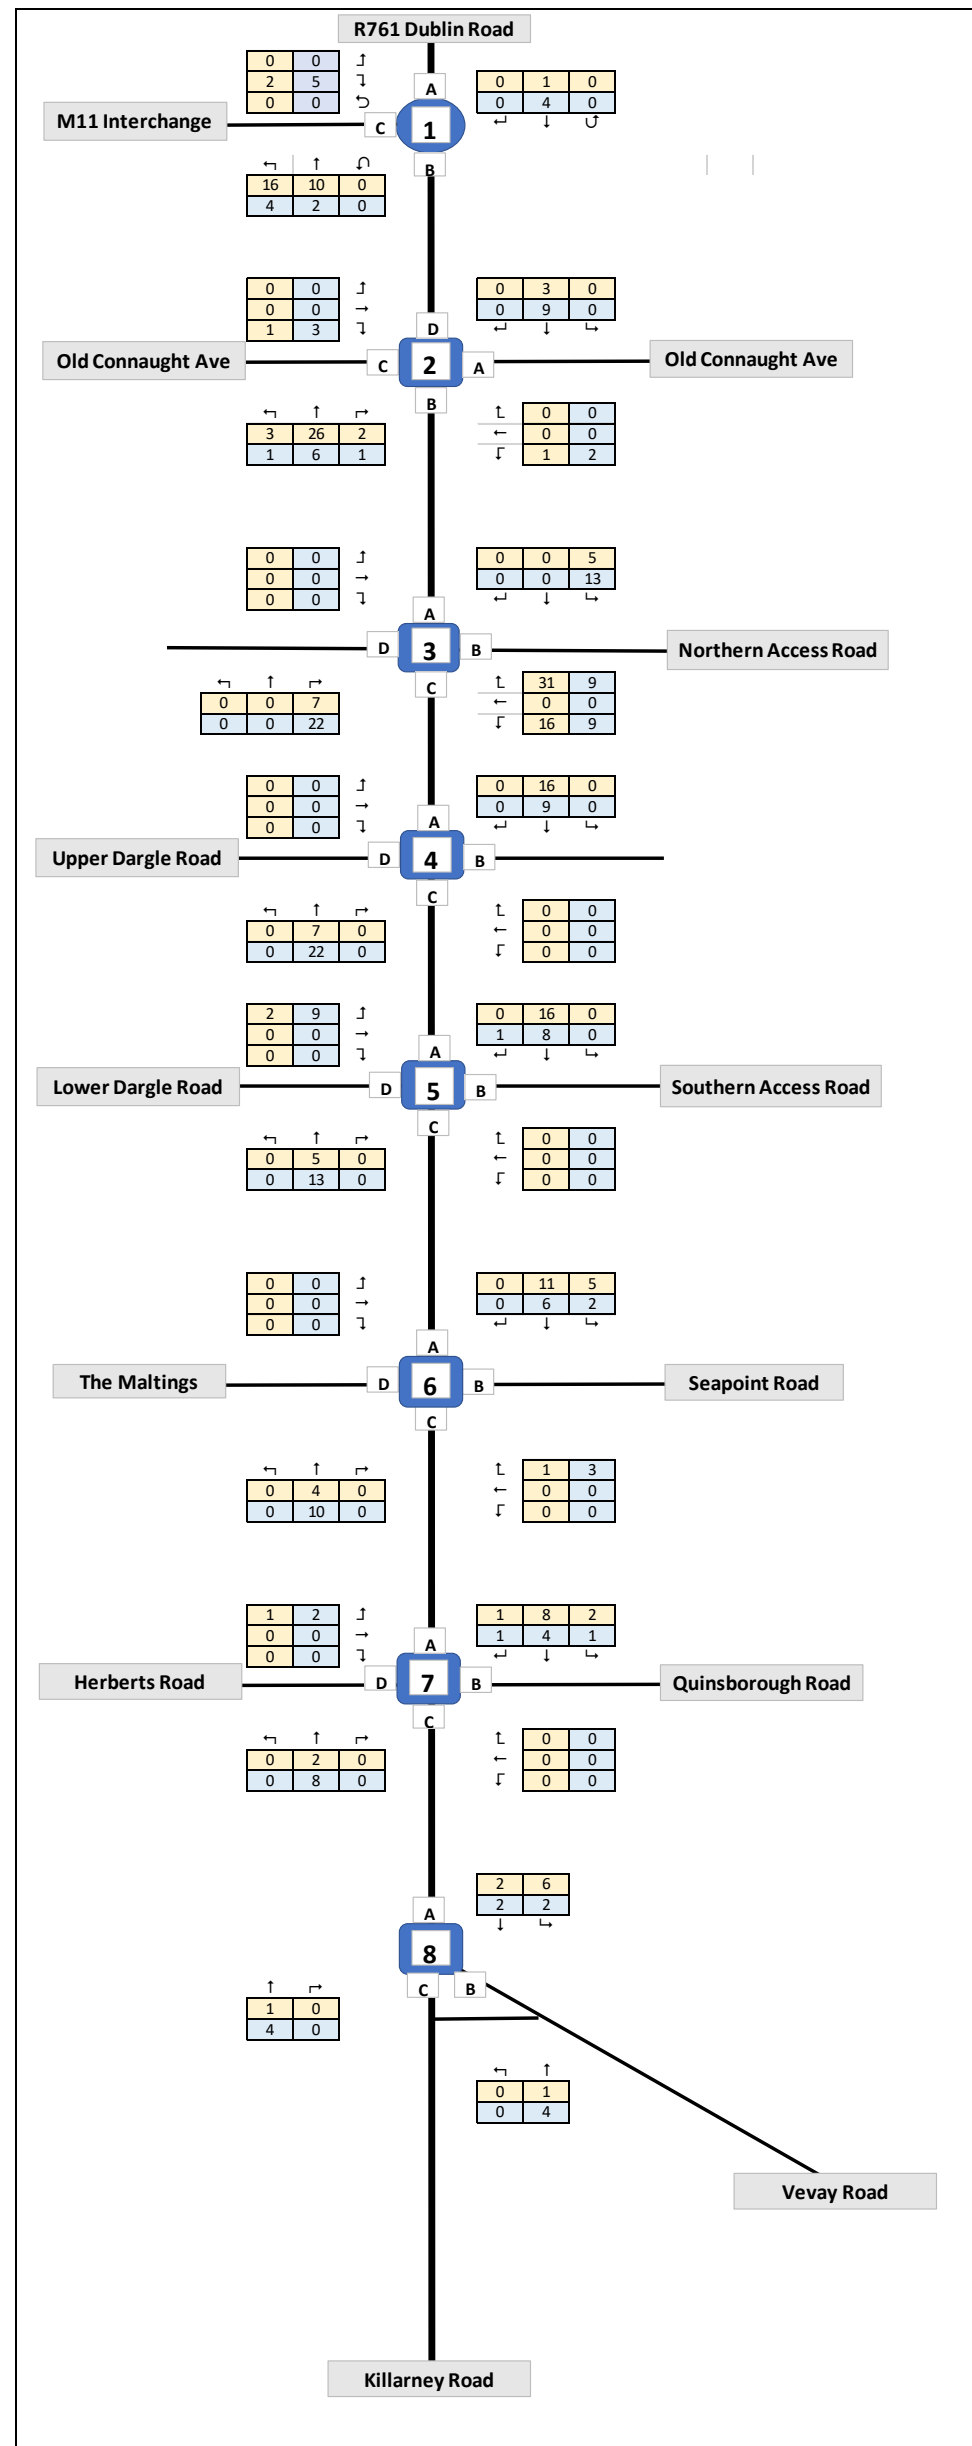 R761 Dublin Road
0 0 ↑
2 5 ↴
0 0 ⮌
A
0 1 0
0 4 0
↵ ↓ ⮍
M11 Interchange
C
1
B
↰ ↑ ↶
16 10 0
4 2 0
0 0 ↑
0 0 →
1 3 ↴
0 3 0
0 9 0
↵ ↓ ↳
D
Old Connaught Ave
C
2
A
Old Connaught Ave
B
↰ ↑ ↱
3 26 2
1 6 1
↑ 0 0
← 0 0
↓ 1 2
0 0 ↑
0 0 →
0 0 ↴
0 0 5
0 0 13
↵ ↓ ↳
A
D
3
B
Northern Access Road
C
↰ ↑ ↱
0 0 7
0 0 22
↑ 31 9
← 0 0
↓ 16 9
0 0 ↑
0 0 →
0 0 ↴
0 16 0
0 9 0
↵ ↓ ↳
A
Upper Dargle Road
D
4
B
C
↰ ↑ ↱
0 7 0
0 22 0
↑ 0 0
← 0 0
↓ 0 0
2 9 ↑
0 0 →
0 0 ↴
0 16 0
1 8 0
↵ ↓ ↳
A
Lower Dargle Road
D
5
B
Southern Access Road
C
↰ ↑ ↱
0 5 0
0 13 0
↑ 0 0
← 0 0
↓ 0 0
0 0 ↑
0 0 →
0 0 ↴
0 11 5
0 6 2
↵ ↓ ↳
A
The Maltings
D
6
B
Seapoint Road
C
↰ ↑ ↱
0 4 0
0 10 0
↑ 1 3
← 0 0
↓ 0 0
1 2 ↑
0 0 →
0 0 ↴
1 8 2
1 4 1
↵ ↓ ↳
A
Herberts Road
D
7
B
Quinsborough Road
C
↰ ↑ ↱
0 2 0
0 8 0
↑ 0 0
← 0 0
↓ 0 0
2 6
2 2
↓ ↳
A
8
C B
↑ ↱
1 0
4 0
↰ ↑
0 1
0 4
Vevay Road
Killarney Road